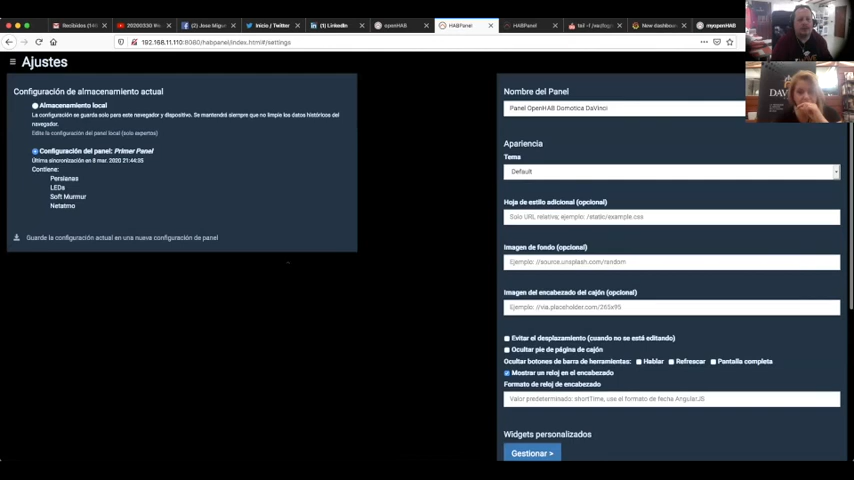 Recibidos (14
20200330 B
(2) Jose Migu
Inicio / Twitter
(2) LinkedIn
openHAB
HABPanel
HABPanel
tail -f /var/log
New dashboar
myopenHAB
192.168.11.110:8080/habpanel/index.html#/settings
Ajustes
Configuración de almacenamiento actual
Almacenamiento local
La configuración se guarda solo para este navegador y dispositivo. Se mantendrá siempre que no limpie los datos históricos del
navegador.
Edita la configuración del panel local (solo expertos)
Configuración del panel: Primer Panel
Última sincronización en 8 mar. 2020 21:44:35
Contiene:
Persianas
LEDs
Soft Murmur
Netatmo
Guarde la configuración actual en una nueva configuración de panel
Nombre del Panel
Panel OpenHAB Domotica DaVinci
Apariencia
Tema
Default
Hoja de estilo adicional (opcional)
Solo URL relativa; ejemplo: /static/example.css
Imagen de fondo (opcional)
Ejemplo: //source.unsplash.com/random
Imagen del encabezado del cajón (opcional)
Ejemplo: //via.placeholder.com/265x95
Evitar el desplazamiento (cuando no se está editando)
Ocultar pie de página de cajón
Ocultar botones de barra de herramientas: Hablar Refrescar Pantalla completa
Mostrar un reloj en el encabezado
Formato de reloj de encabezado
Valor predeterminado: shortTime, use el formato de fecha AngularJS
Widgets personalizados
Gestionar >